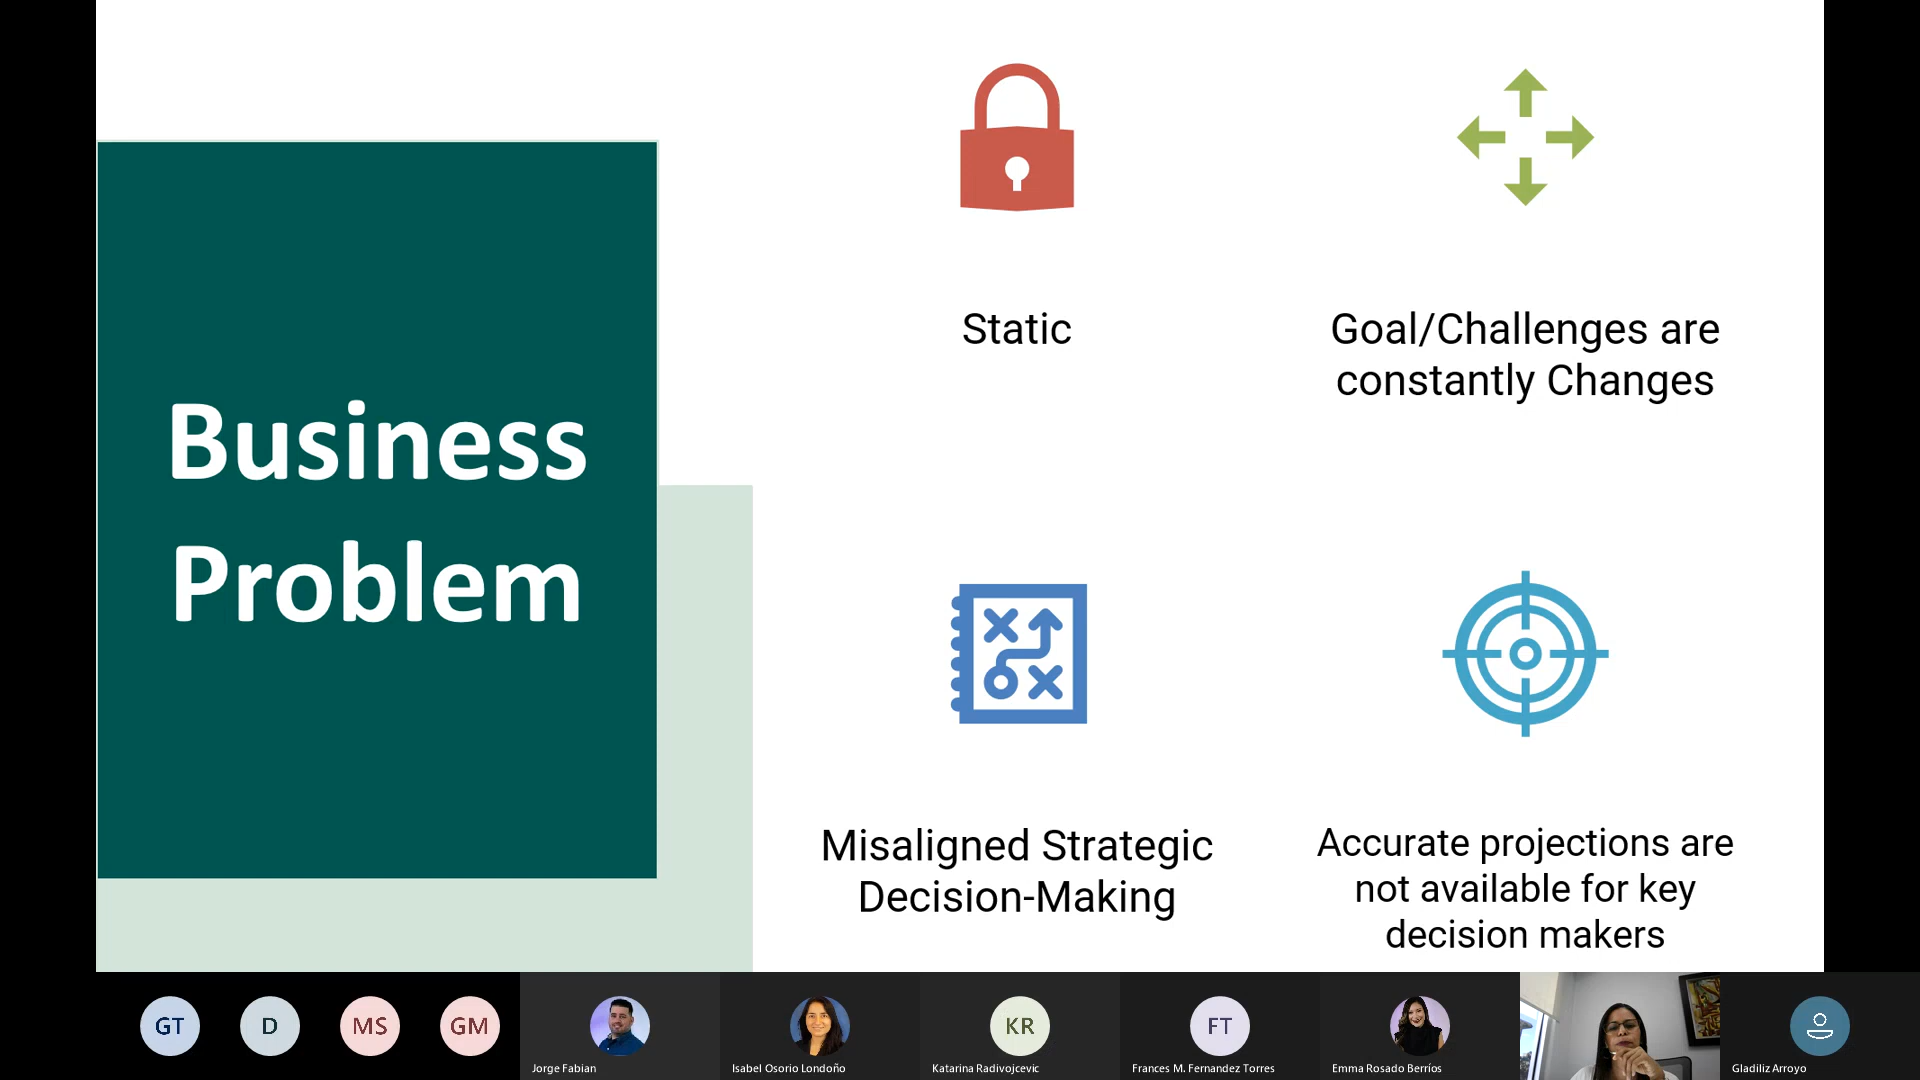 Business
Problem
Static
Goal/Challenges are
constantly Changes
Misaligned Strategic
Decision-Making
Accurate projections are
not available for key
decision makers
GT
D
MS
GM
Jorge Fabian
Isabel Osorio Londoño
KR
Katarina Radivojcevic
FT
Frances M. Fernandez Torres
Emma Rosado Berríos
Gladiliz Arroyo